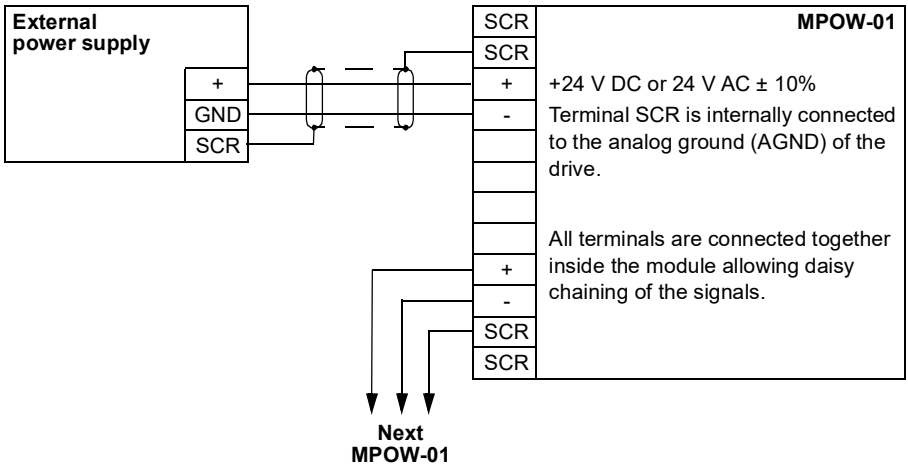 External
power supply
+
GND
SCR
SCR
MPOW-01
SCR
+
+24 V DC or 24 V AC ± 10%
-
Terminal SCR is internally connected
to the analog ground (AGND) of the
drive.
All terminals are connected together
+
inside the module allowing daisy
-
chaining of the signals.
SCR
SCR
Next
MPOW-01